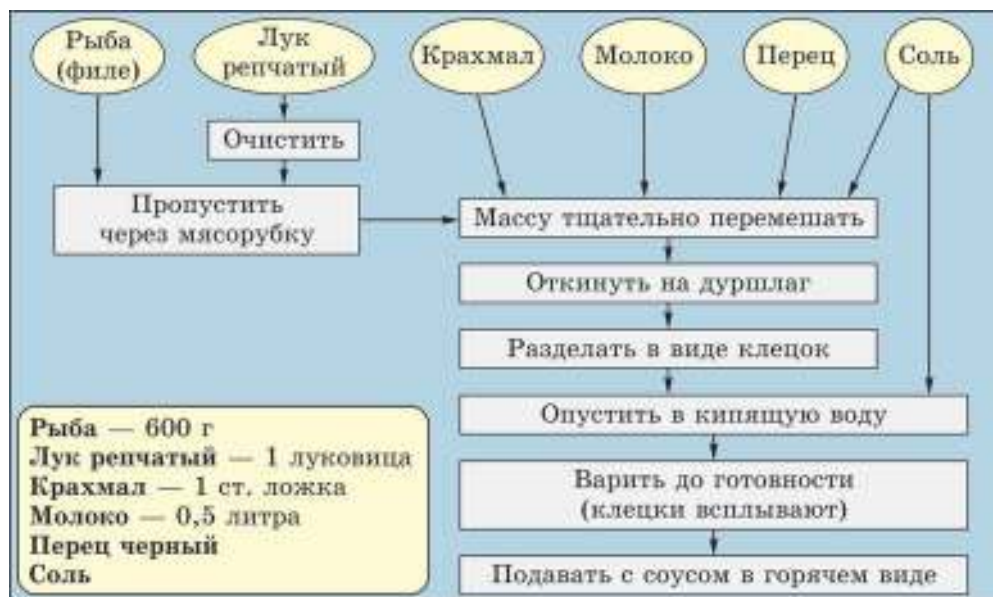 Рыба
(филе)
Лук
репчатый
Крахмал
Молоко
Перец
Соль
Очистить
Пропустить
через мясорубку
Массу тщательно перемешать
Откинуть на дуршлаг
Разделать в виде клецок
Опустить в кипящую воду
Варить до готовности
(клецки всплывают)
Подавать с соусом в горячем виде
Рыба — 600 г
Лук репчатый — 1 луковица
Крахмал — 1 ст. ложка
Молоко — 0,5 литра
Перец черный
Соль